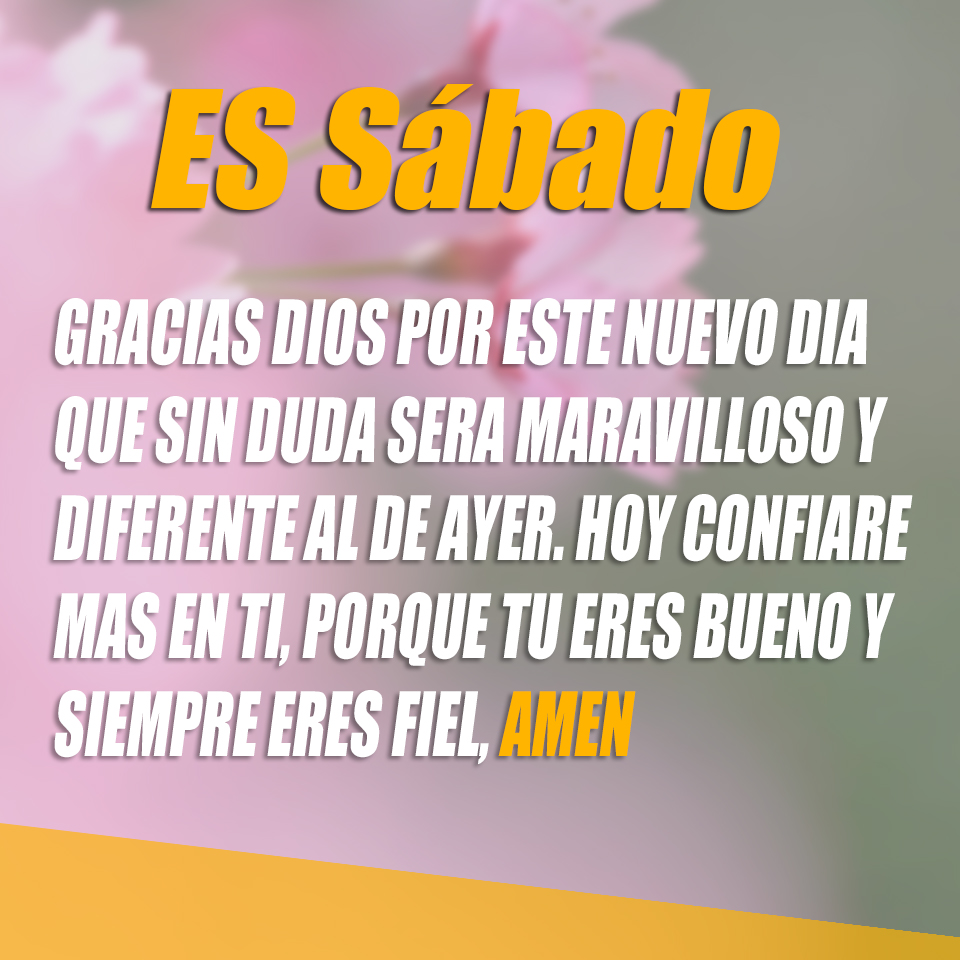 ES Sábado
GRACIAS DIOS POR ESTE NUEVO DIA
QUE SIN DUDA SERA MARAVILLOSO Y
DIFERENTE AL DE AYER. HOY CONFIARE
MAS EN TI, PORQUE TU ERES BUENO Y
SIEMPRE ERES FIEL, AMEN